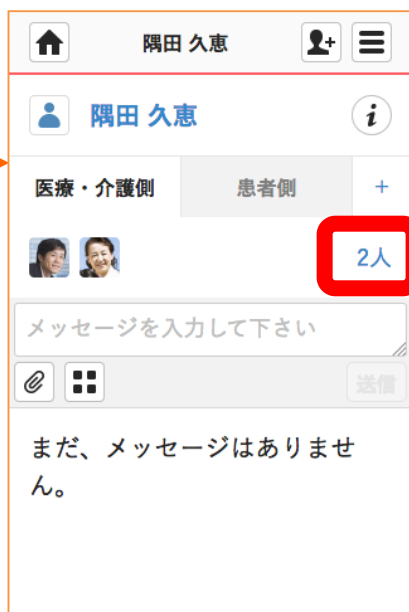 隅田 久恵
隅田 久恵
医療・介護側 患者側 +
2人
メッセージを入力して下さい
送信
まだ、メッセージはありませ
ん。